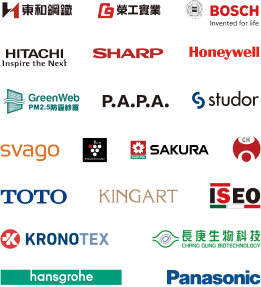 東和鋼鐵
榮工實業
BOSCH
Invented for life
HITACHI
Inspire the Next
SHARP
Honeywell
GreenWeb
PM2.5防霾紗窗
P.A.P.A.
studor
svago
SAKURA
CH
TOTO
KINGART
ISEO
KRONOTEX
長庚生物科技
CHANG GUNG BIOTECHNOLOGY
hansgrohe
Panasonic